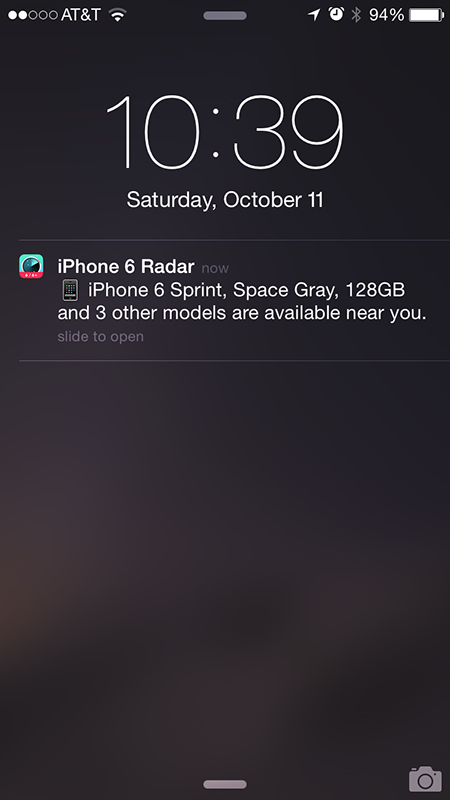 AT&T 94%
10:39
Saturday, October 11
iPhone 6 Radar now
iPhone 6 Sprint, Space Gray, 128GB
and 3 other models are available near you.
slide to open